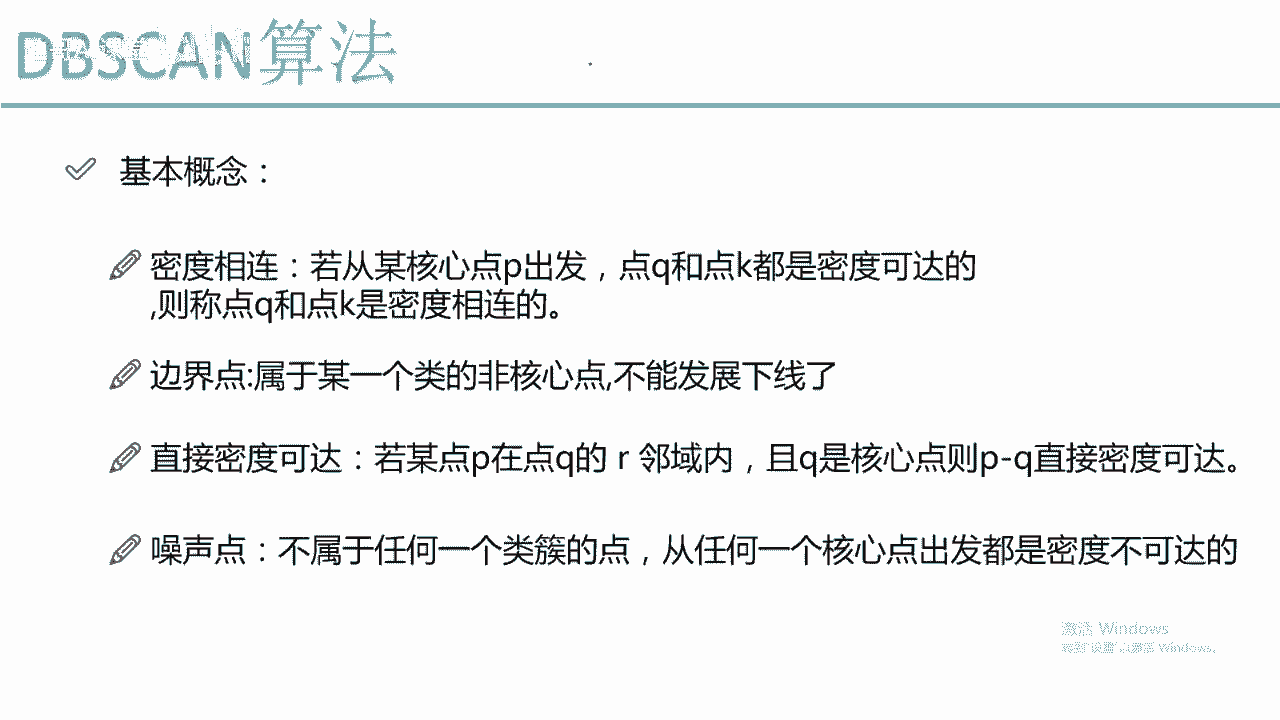 DBSCAN算法
基本概念：
密度相连：若从某核心点p出发，点q和点k都是密度可达的
,则称点q和点k是密度相连的。
边界点:属于某一个类的非核心点,不能发展下线了
直接密度可达：若某点p在点q的 r 邻域内，且q是核心点则p-q直接密度可达。
噪声点：不属于任何一个类簇的点，从任何一个核心点出发都是密度不可达的
激活 Windows
转到"设置"以激活 Windows。